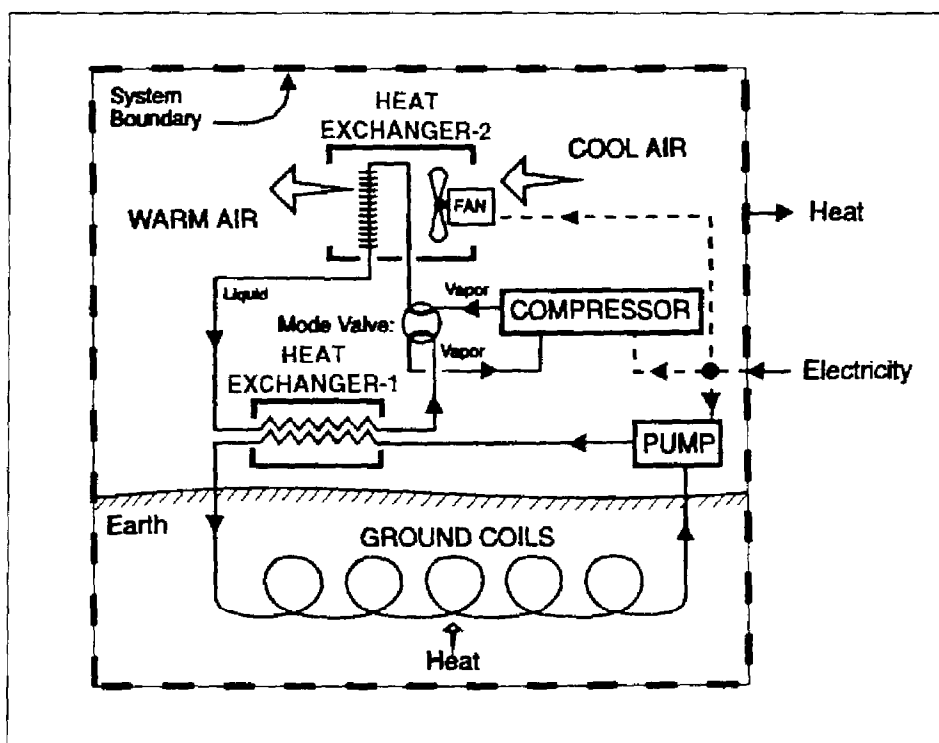 System
Boundary
HEAT
EXCHANGER-2
COOL AIR
WARM AIR
FAN
Heat
Liquid
Vapor
COMPRESSOR
Mode Valve:
Vapor
HEAT
EXCHANGER-1
Electricity
PUMP
Earth
GROUND COILS
Heat